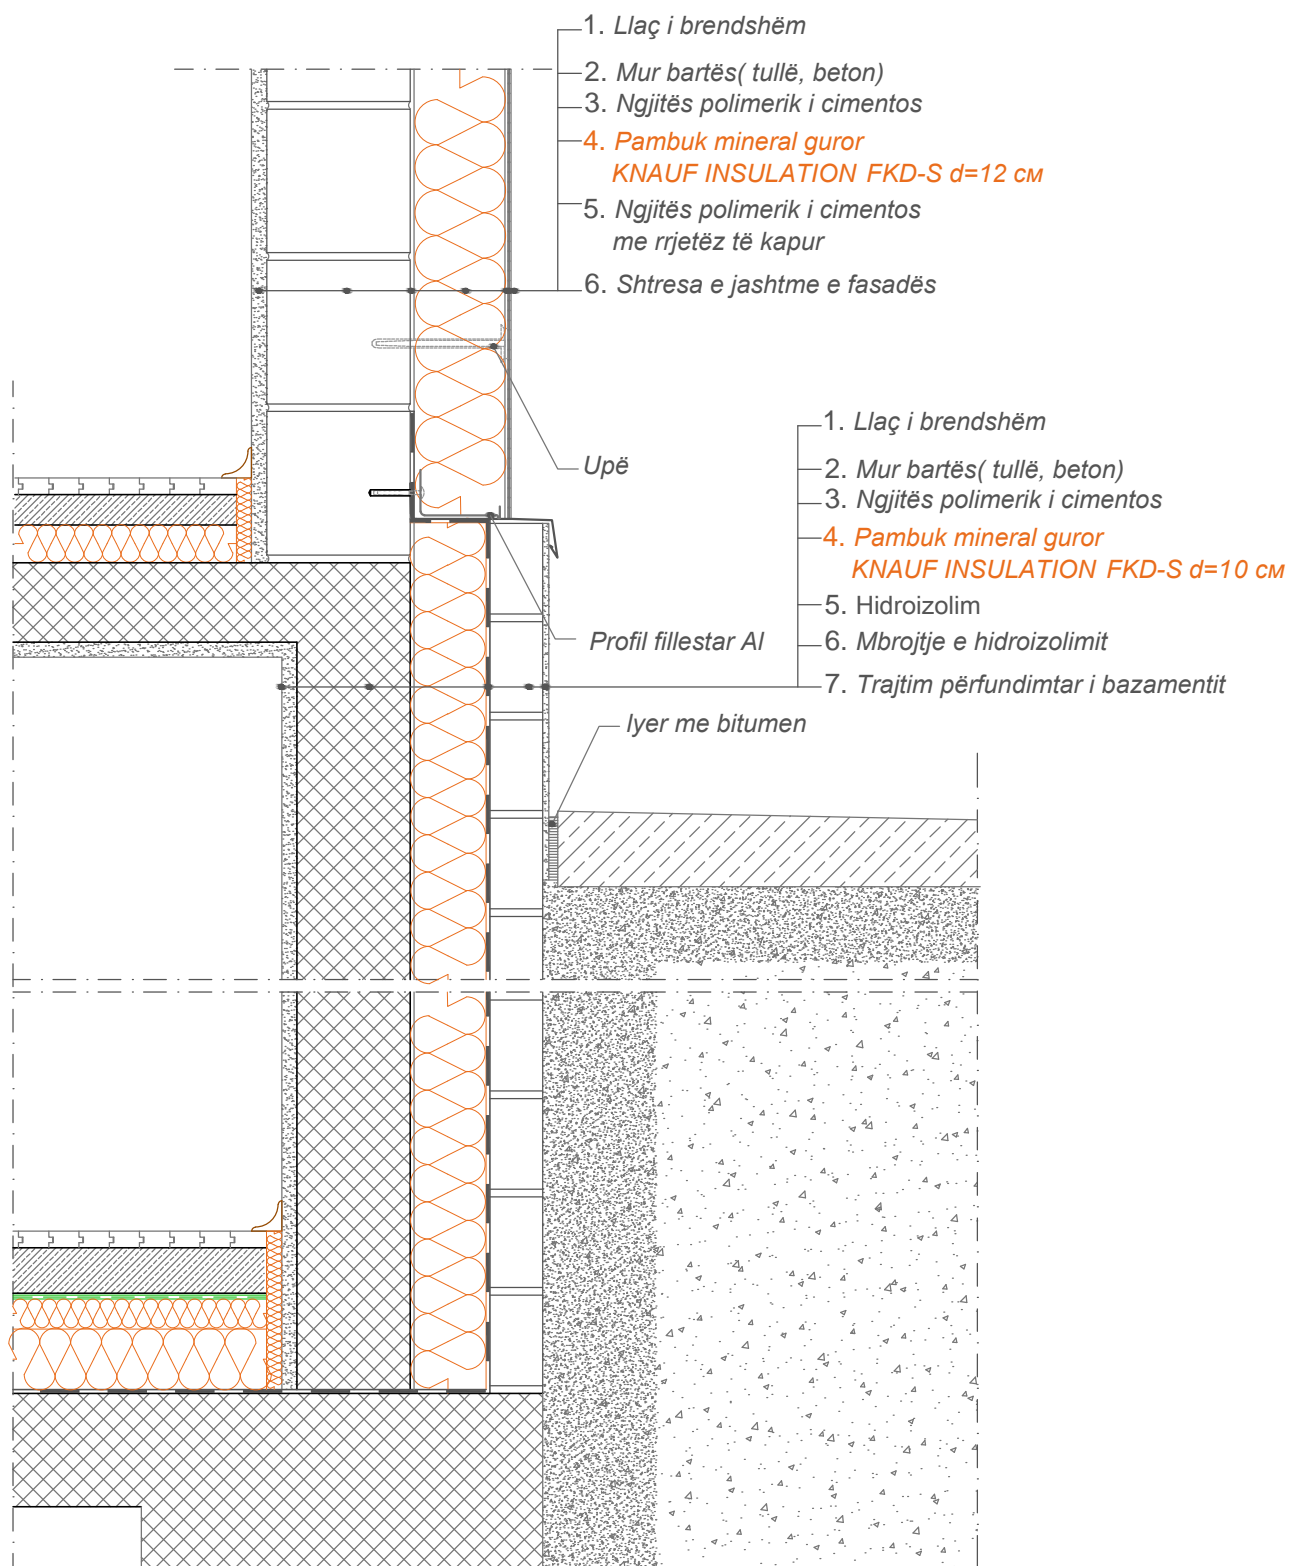 1. Llaç i brendshëm
2. Mur bartës( tullë, beton)
3. Ngjitës polimerik i cimentos
4. Pambuk mineral guror
KNAUF INSULATION FKD-S d=12 см
5. Ngjitës polimerik i cimentos
me rrjetëz të kapur
6. Shtresa e jashtme e fasadës
Upë
1. Llaç i brendshëm
2. Mur bartës( tullë, beton)
3. Ngjitës polimerik i cimentos
4. Pambuk mineral guror
KNAUF INSULATION FKD-S d=10 см
5. Hidroizolim
6. Mbrojtje e hidroizolimit
7. Trajtim përfundimtar i bazamentit
Profil fillestar Al
lyer me bitumen